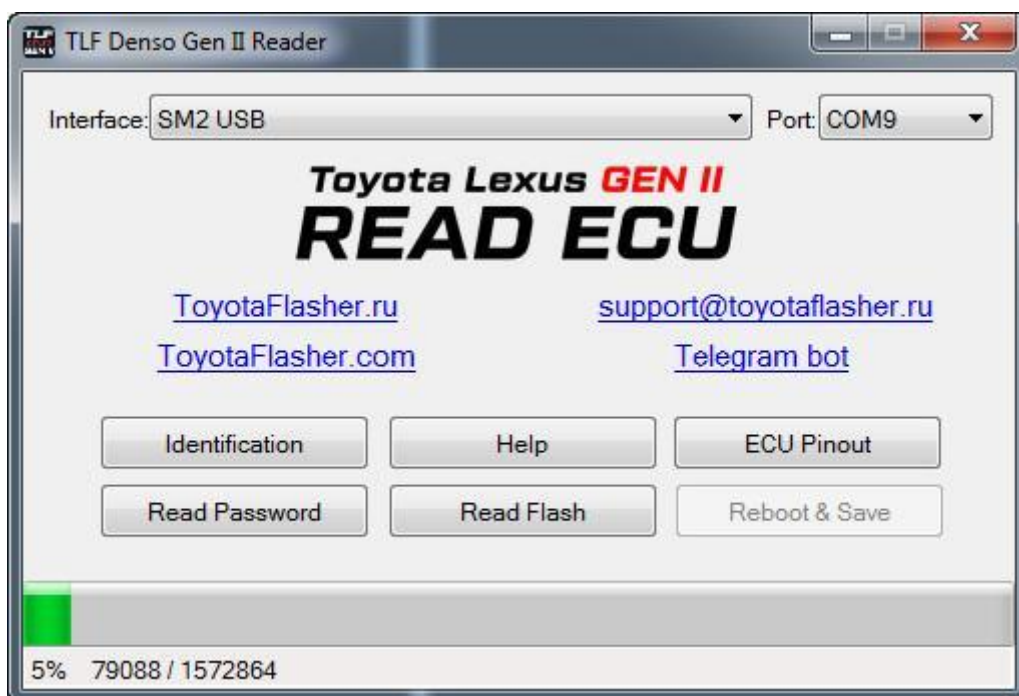 TLF Denso Gen II Reader
Interface: SM2 USB Port: COM9
Toyota Lexus GEN II
READ ECU
ToyotaFlasher.ru support@toyotaflasher.ru
ToyotaFlasher.com Telegram bot
Identification Help ECU Pinout
Read Password Read Flash Reboot & Save
5% 79088 / 1572864